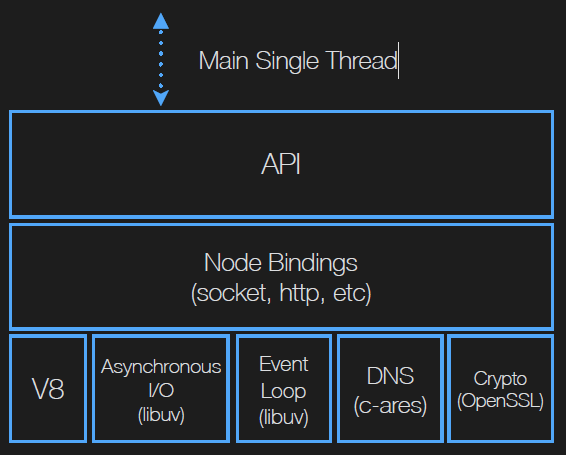 Main Single Thread
API
Node Bindings
(socket, http, etc)
V8
Asynchronous
I/O
(libuv)
Event
Loop
(libuv)
DNS
(c-ares)
Crypto
(OpenSSL)